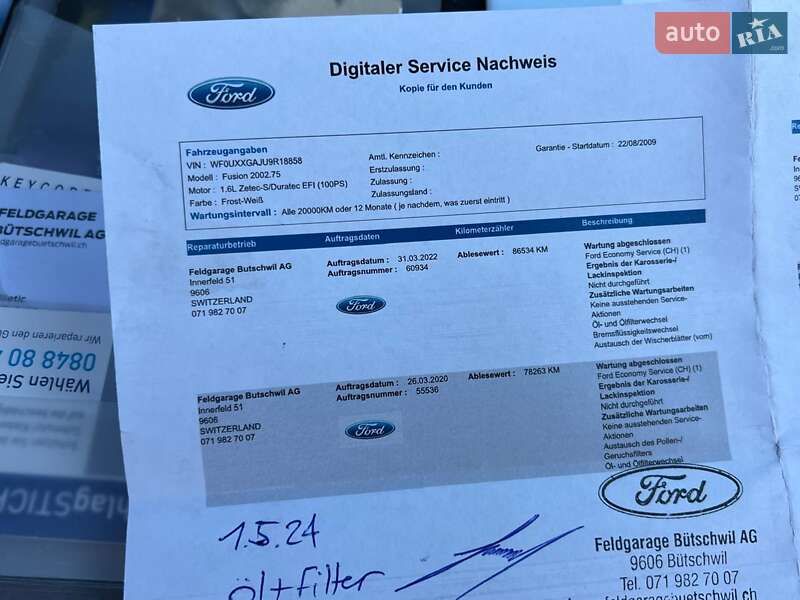 auto RIA .com
Digitaler Service Nachweis
Kopie für den Kunden
Ford
Fahrzeugangaben
VIN : WF0UXXGAJU9R18858
Modell : Fusion 2002.75
Motor : 1.6L Zetec-S/Duratec EFI (100PS)
Farbe : Frost-Weiß
Wartungsintervall : Alle 20000KM oder 12 Monate ( je nachdem, was zuerst eintritt )
Amtl. Kennzeichen :
Erstzulassung :
Zulassung :
Zulassungsland :
Garantie - Startdatum : 22/08/2009
Reparaturbetrieb Auftragsdaten Kilometerzähler Beschreibung
Feldgarage Butschwil AG
Innerfeld 51
9606
SWITZERLAND
071 982 70 07
Auftragsdatum : 31.03.2022
Auftragsnummer : 60934
Ford
Ablesewert : 86534 KM
Wartung abgeschlossen
Ford Economy Service (CH) (1)
Ergebnis der Karosserie-/
Lackinspektion
Nicht durchgeführt
Zusätzliche Wartungsarbeiten
Keine ausstehenden Service-
Aktionen
Öl- und Ölfilterwechsel
Bremsflüssigkeitswechsel
Austausch der Wischerblätter (vorn)
Feldgarage Butschwil AG
Innerfeld 51
9606
SWITZERLAND
071 982 70 07
Auftragsdatum : 26.03.2020
Auftragsnummer : 55536
Ford
Ablesewert : 78263 KM
Wartung abgeschlossen
Ford Economy Service (CH) (1)
Ergebnis der Karosserie-/
Lackinspektion
Nicht durchgeführt
Zusätzliche Wartungsarbeiten
Keine ausstehenden Service-
Aktionen
Austausch des Pollen-/
Geruchsfilters
Öl- und Ölfilterwechsel
1.5.24
Öl+Filter
Ford
Feldgarage Bütschwil AG
9606 Bütschwil
Tel. 071 982 70 07
feldgaragebuetschwil.ch
FELDGARAGE
BÜTSCHWIL AG
dgaragebuetschwil.ch
Wir reparieren den
0848 80
Wählen Sie